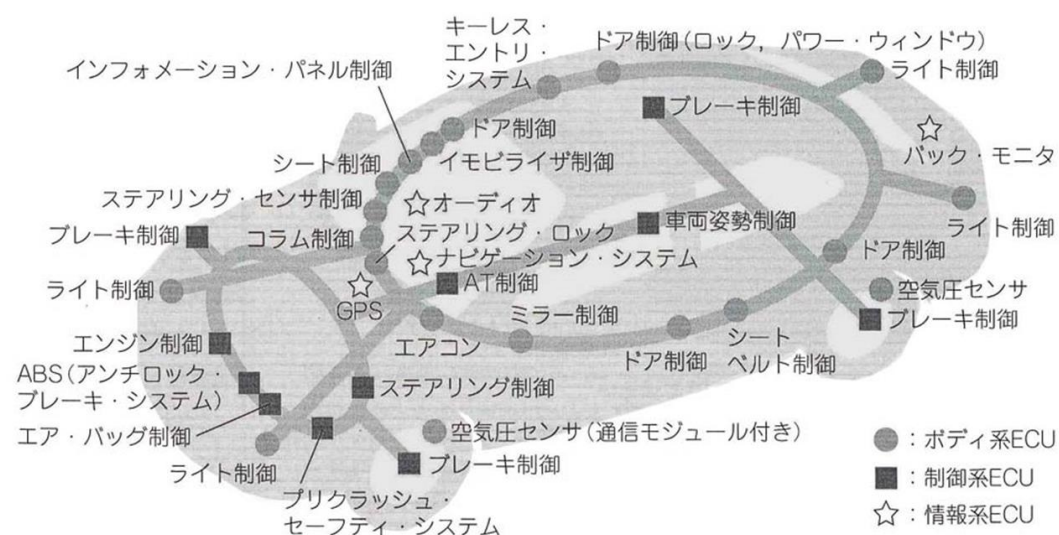 キーレス・
エントリ・
システム
ドア制御(ロック，パワー・ウィンドウ)
インフォメーション・パネル制御
ライト制御
ブレーキ制御
ドア制御
バック・モニタ
シート制御
イモビライザ制御
ステアリング・センサ制御
オーディオ
ブレーキ制御
コラム制御
ステアリング・ロック
車両姿勢制御
ライト制御
ナビゲーション・システム
ドア制御
ライト制御
GPS
AT制御
空気圧センサ
エンジン制御
エアコン
ミラー制御
ブレーキ制御
ドア制御
シート
ベルト制御
ABS(アンチロック・
ブレーキ・システム)
ステアリング制御
エア・バッグ制御
空気圧センサ(通信モジュール付き)
ライト制御
ブレーキ制御
プリクラッシュ・
セーフティ・システム
：ボディ系ECU
：制御系ECU
：情報系ECU